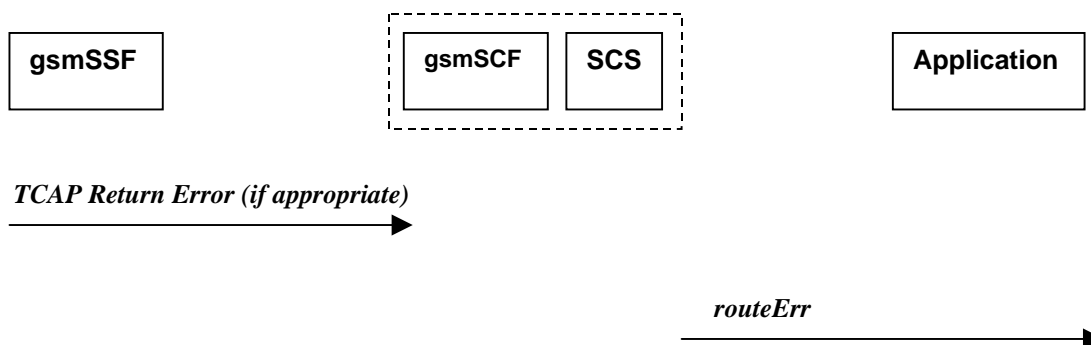 gsmSSF
gsmSCF
SCS
Application
TCAP Return Error (if appropriate)
routeErr